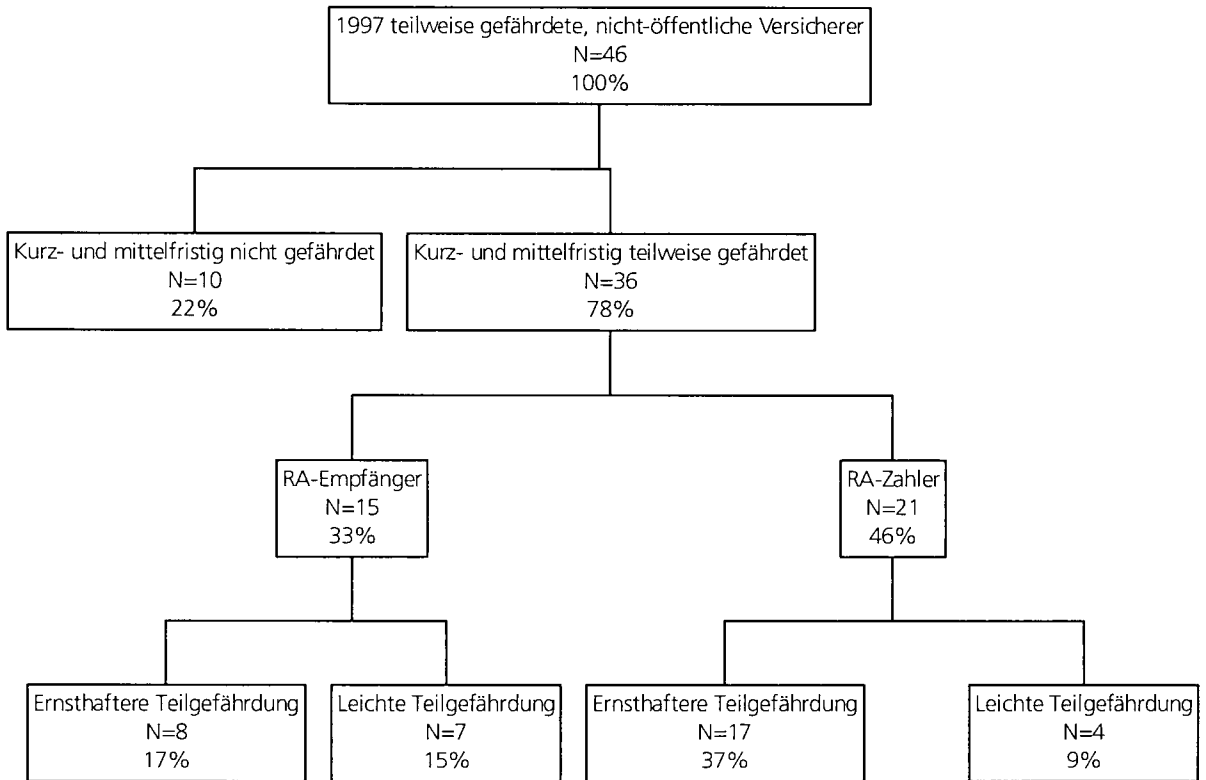 1997 teilweise gefährdete, nicht-öffentliche Versicherer
N=46
100%
Kurz- und mittelfristig nicht gefährdet
N=10
22%
Kurz- und mittelfristig teilweise gefährdet
N=36
78%
RA-Empfänger
N=15
33%
RA-Zahler
N=21
46%
Ernsthaftere Teilgefährdung
N=8
17%
Leichte Teilgefährdung
N=7
15%
Ernsthaftere Teilgefährdung
N=17
37%
Leichte Teilgefährdung
N=4
9%